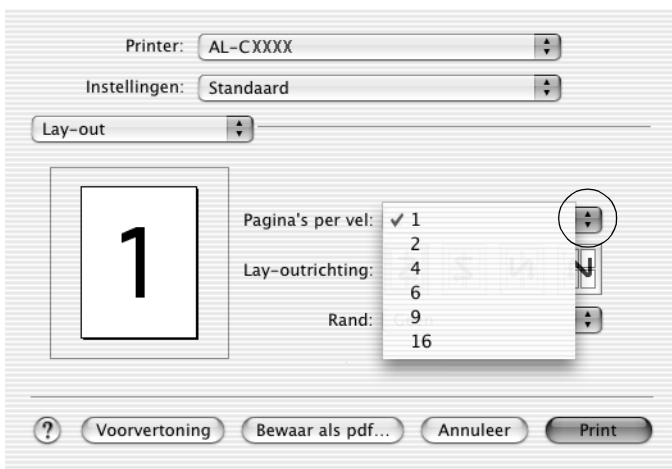 Printer: AL-CXXXX
Instellingen: Standaard
Lay-out
1
Pagina's per vel: ✓ 1
2
Lay-outrichting: 4
6
Rand: 9
16
? Voorvertoning Bewaar als pdf... Annuleer Print